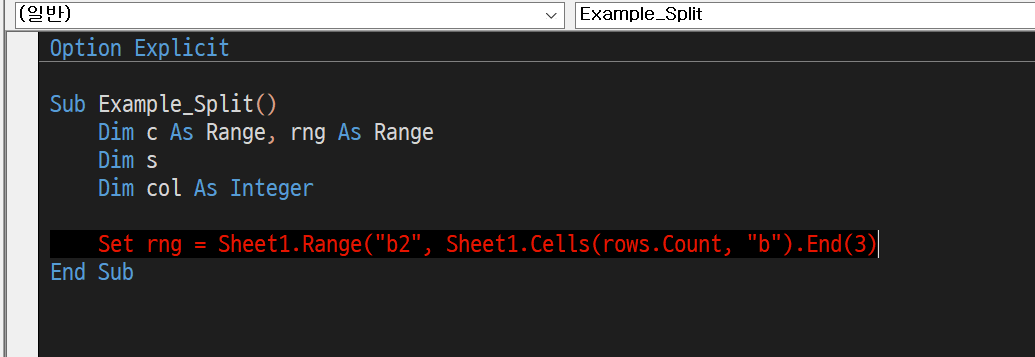 (일반) Example_Split
Option Explicit
Sub Example_Split()
Dim c As Range, rng As Range
Dim s
Dim col As Integer
Set rng = Sheet1.Range("b2", Sheet1.Cells(rows.Count, "b").End(3)
End Sub